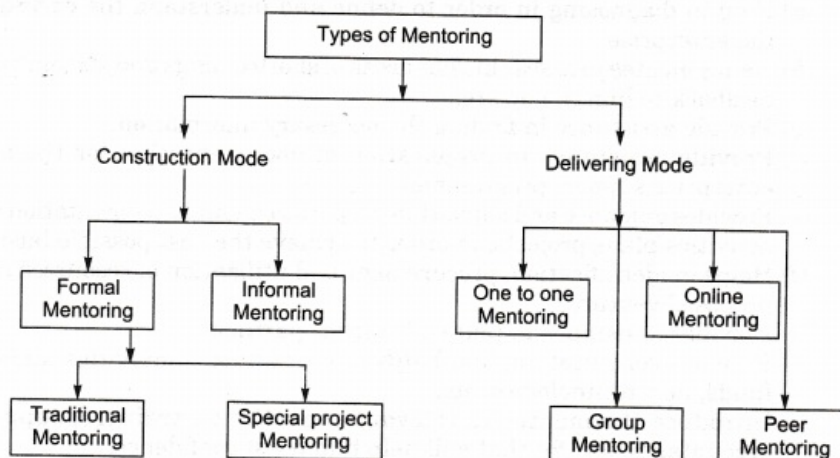 Types of Mentoring
Construction Mode
Delivering Mode
Formal
Mentoring
Informal
Mentoring
One to one
Mentoring
Online
Mentoring
Traditional
Mentoring
Special project
Mentoring
Group
Mentoring
Peer
Mentoring